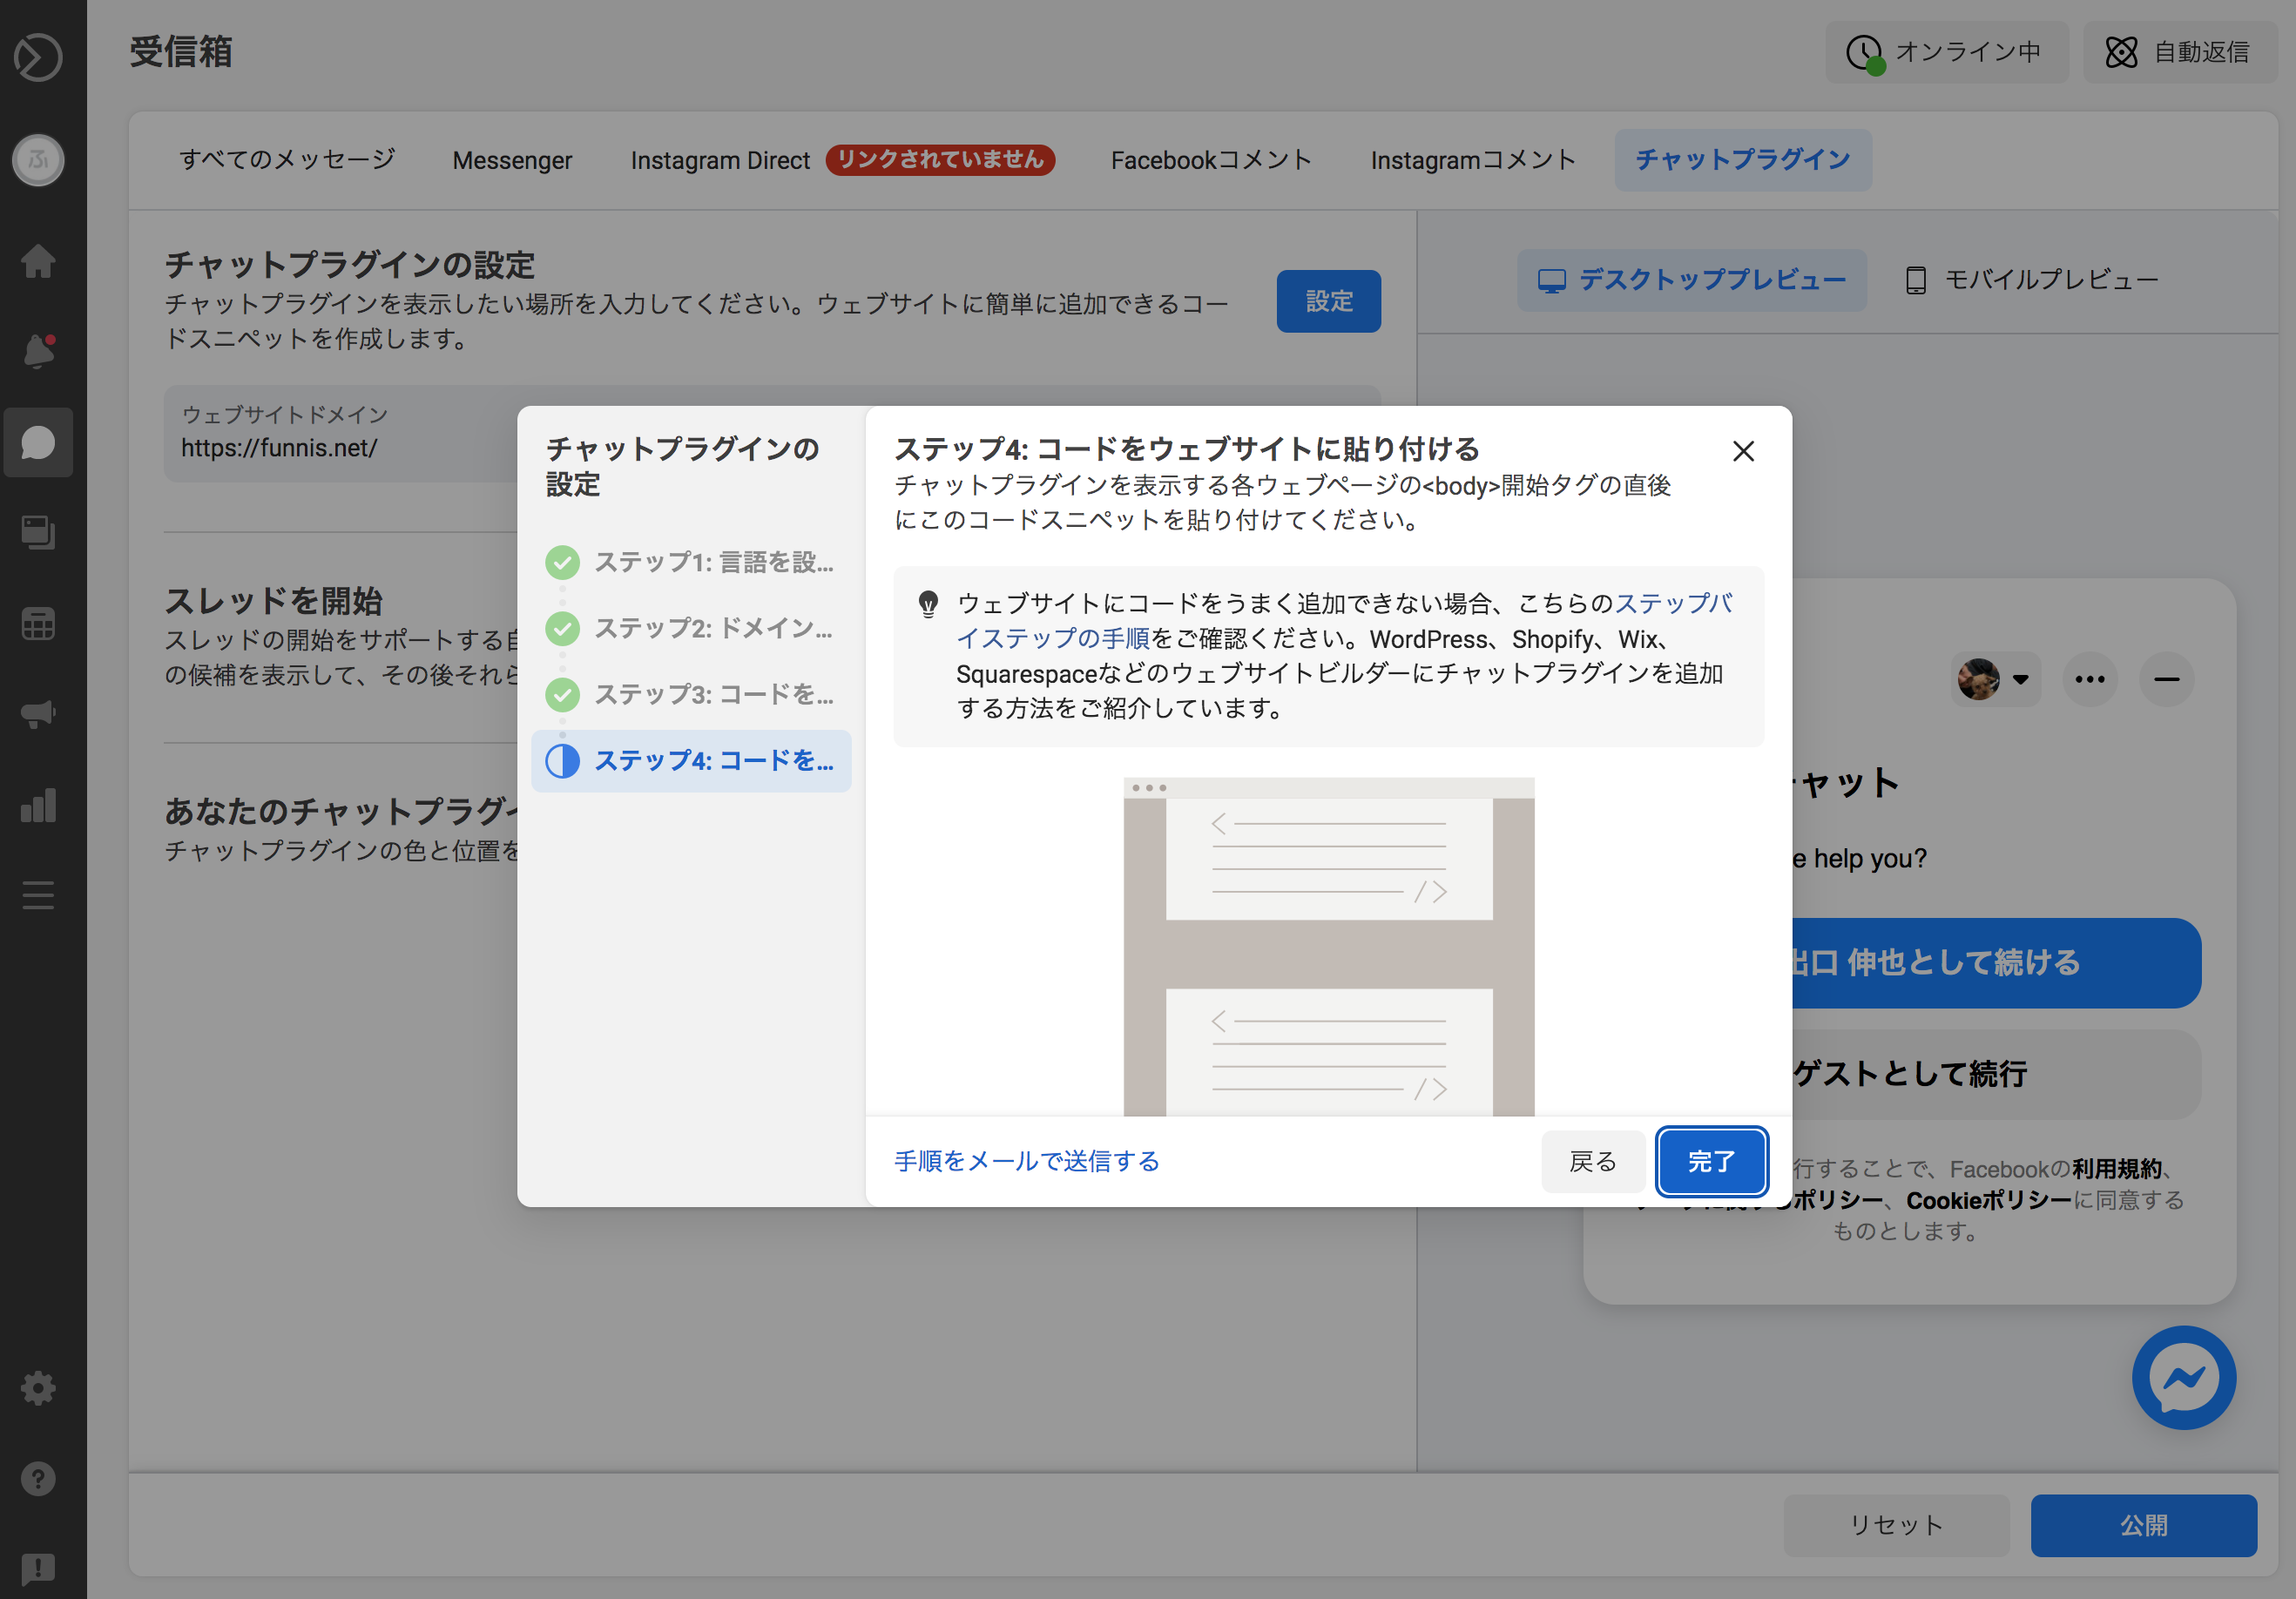 受信箱
オンライン中
自動返信
ふ
すべてのメッセージ
Messenger
Instagram Direct
リンクされていません
Facebookコメント
Instagramコメント
チャットプラグイン
チャットプラグインの設定
チャットプラグインを表示したい場所を入力してください。ウェブサイトに簡単に追加できるコー
ドスニペットを作成します。
設定
ウェブサイトドメイン
https://funnis.net/
スレッドを開始
スレッドの開始をサポートする自
の候補を表示して、その後それら
あなたのチャットプラグイ
チャットプラグインの色と位置を
デスクトッププレビュー
モバイルプレビュー
チャットプラグインの
設定
ステップ1: 言語を設...
ステップ2: ドメイン...
ステップ3: コードを...
ステップ4: コードを...
ステップ4: コードをウェブサイトに貼り付ける
チャットプラグインを表示する各ウェブページの<body>開始タグの直後
にこのコードスニペットを貼り付けてください。
ウェブサイトにコードをうまく追加できない場合、こちらのステップバ
イステップの手順をご確認ください。WordPress、Shopify、Wix、
Squarespaceなどのウェブサイトビルダーにチャットプラグインを追加
する方法をご紹介しています。
手順をメールで送信する
戻る
完了
ャット
e help you?
出口 伸也として続ける
ゲストとして続行
行することで、Facebookの利用規約、
ポリシー、Cookieポリシーに同意する
ものとします。
リセット
公開